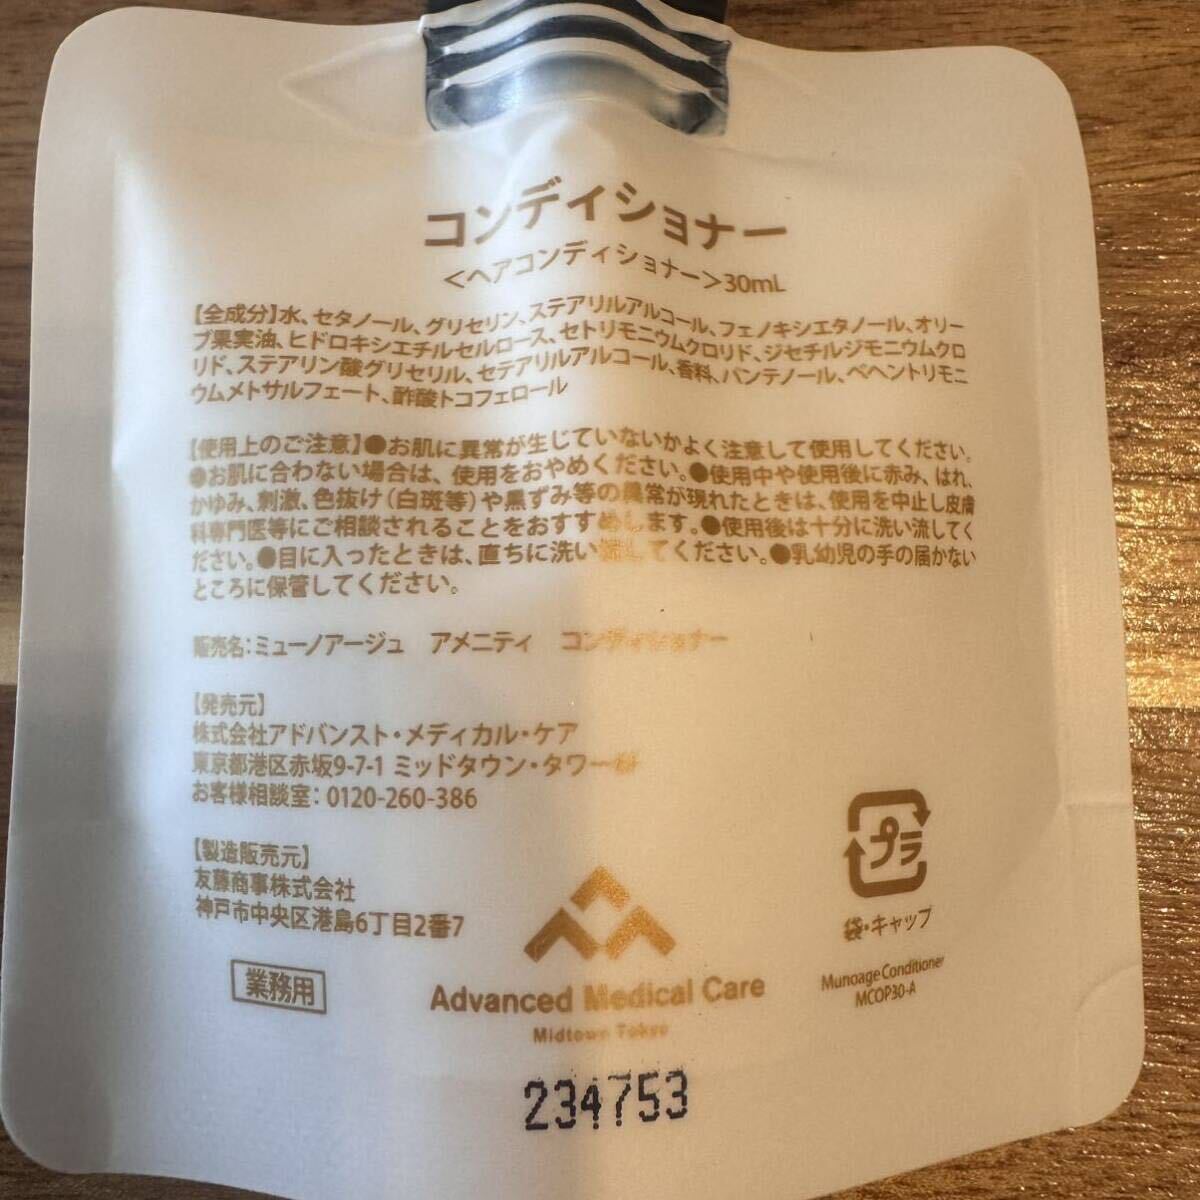 コンディショナー
<ヘアコンディショナー>30mL
【全成分】水、セタノール、グリセリン、ステアリルアルコール、フェノキシエタノール、オリー
ブ果実油、ヒドロキシエチルセルロース、セトリモニウムクロリド、ジセチルジモニウムクロ
リド、ステアリン酸グリセリル、セテアリルアルコール、香料、パンテノール、ベヘントリモニ
ウムメトサルフェート、酢酸トコフェロール
【使用上のご注意】●お肌に異常が生じていないかよく注意して使用してください。
●お肌に合わない場合は、使用をおやめください。●使用中や使用後に赤み、はれ、
かゆみ、刺激、色抜け(白斑等)や黒ずみ等の異常が現れたときは、使用を中止し皮膚
科専門医等にご相談されることをおすすめします。●使用後は十分に洗い流してく
ださい。●目に入ったときは、直ちに洗い流してください。●乳幼児の手の届かない
ところに保管してください。
販売名:ミューノアージュ アメニティ コンディショナー
【発売元】
株式会社アドバンスト・メディカル・ケア
東京都港区赤坂9-7-1 ミッドタウン・タワー
お客様相談室: 0120-260-386
【製造販売元】
友藤商事株式会社
神戸市中央区港島6丁目2番7
業務用
Advanced Medical Care
Midtown Tokyo
プラ
袋・キャップ
Munoage Conditioner
MCOP30-A
234753